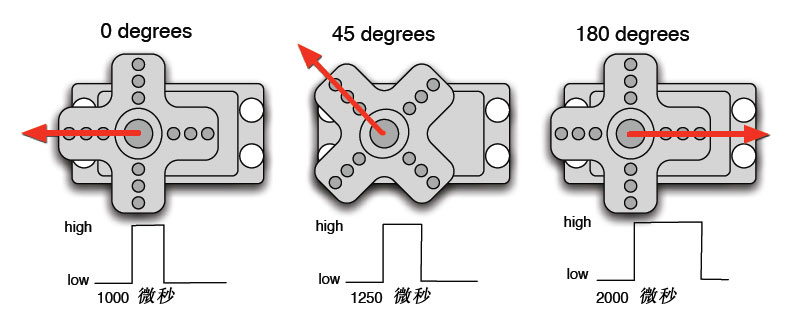 0 degrees
45 degrees
180 degrees
high
low
1000 微秒
high
low
1250 微秒
high
low
2000 微秒